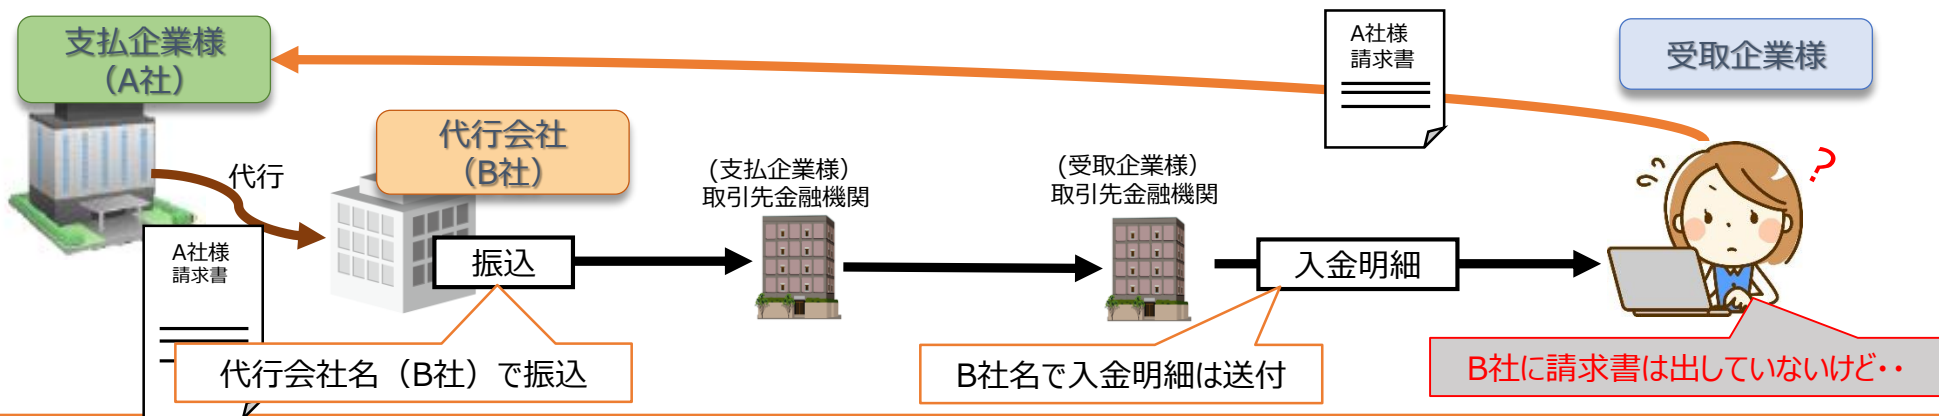 支払企業様
（A社）
A社様
請求書
受取企業様
代行会社
（B社）
代行
（支払企業様）
取引先金融機関
（受取企業様）
取引先金融機関
?
A社様
請求書
振込
入金明細
代行会社名（B社）で振込
B社名で入金明細は送付
B社に請求書は出していないけど・・